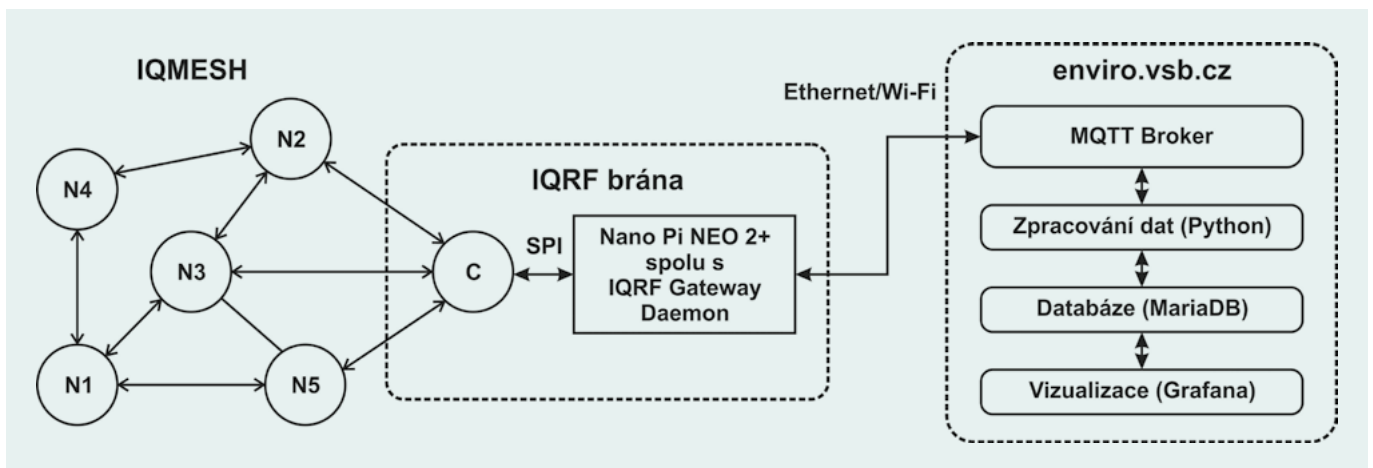 IQMESH
N2
N4
N3
N1
N5
IQRF brána
C
SPI
Nano Pi NEO 2+
spolu s
IQRF Gateway
Daemon
Ethernet/Wi-Fi
enviro.vsb.cz
MQTT Broker
Zpracování dat (Python)
Databáze (MariaDB)
Vizualizace (Grafana)